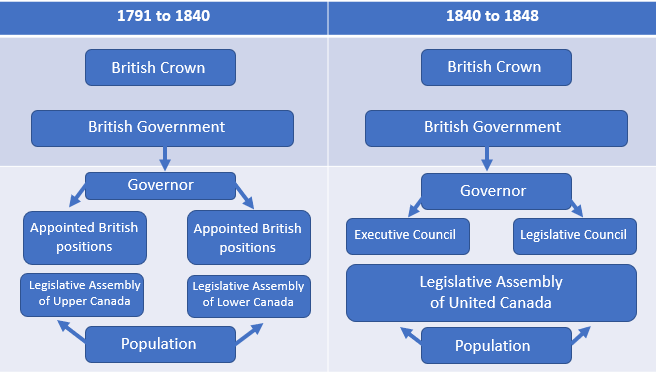 1791 to 1840
British Crown
British Government
Governor
Appointed British
positions
Appointed British
positions
Legislative Assembly
of Upper Canada
Legislative Assembly
of Lower Canada
Population
1840 to 1848
British Crown
British Government
Governor
Executive Council
Legislative Council
Legislative Assembly
of United Canada
Population